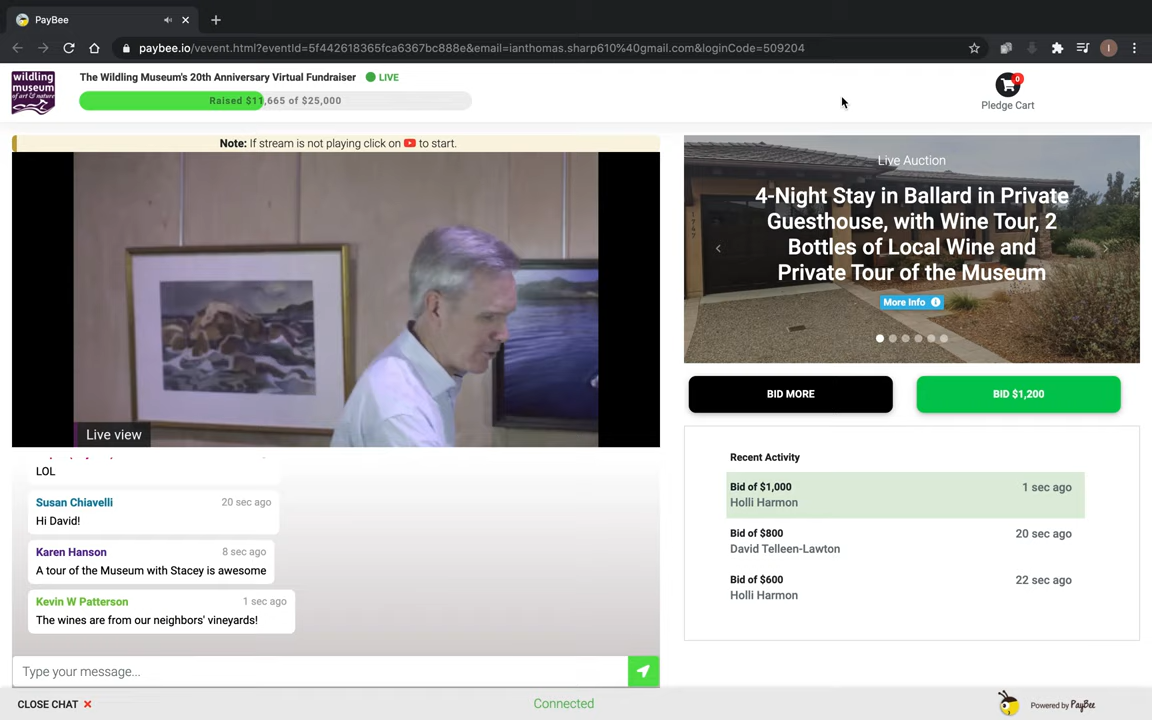 PayBee
paybee.io/vevent.html?eventId=5f442618365fca6367bc888e&email=ianthomas.sharp610%40gmail.com&loginCode=509204
I
wildling
museum
of art & nature
The Wildling Museum's 20th Anniversary Virtual Fundraiser
LIVE
Raised $11,665 of $25,000
0
Pledge Cart
Note: If stream is not playing click on to start.
Live view
LOL
Susan Chiavelli 20 sec ago
Hi David!
Karen Hanson 8 sec ago
A tour of the Museum with Stacey is awesome
Kevin W Patterson 1 sec ago
The wines are from our neighbors' vineyards!
Type your message...
CLOSE CHAT
Connected
Live Auction
4-Night Stay in Ballard in Private
Guesthouse, with Wine Tour, 2
Bottles of Local Wine and
Private Tour of the Museum
More Info i
BID MORE
BID $1,200
Recent Activity
Bid of $1,000 1 sec ago
Holli Harmon
Bid of $800 20 sec ago
David Telleen-Lawton
Bid of $600 22 sec ago
Holli Harmon
Powered by PayBee